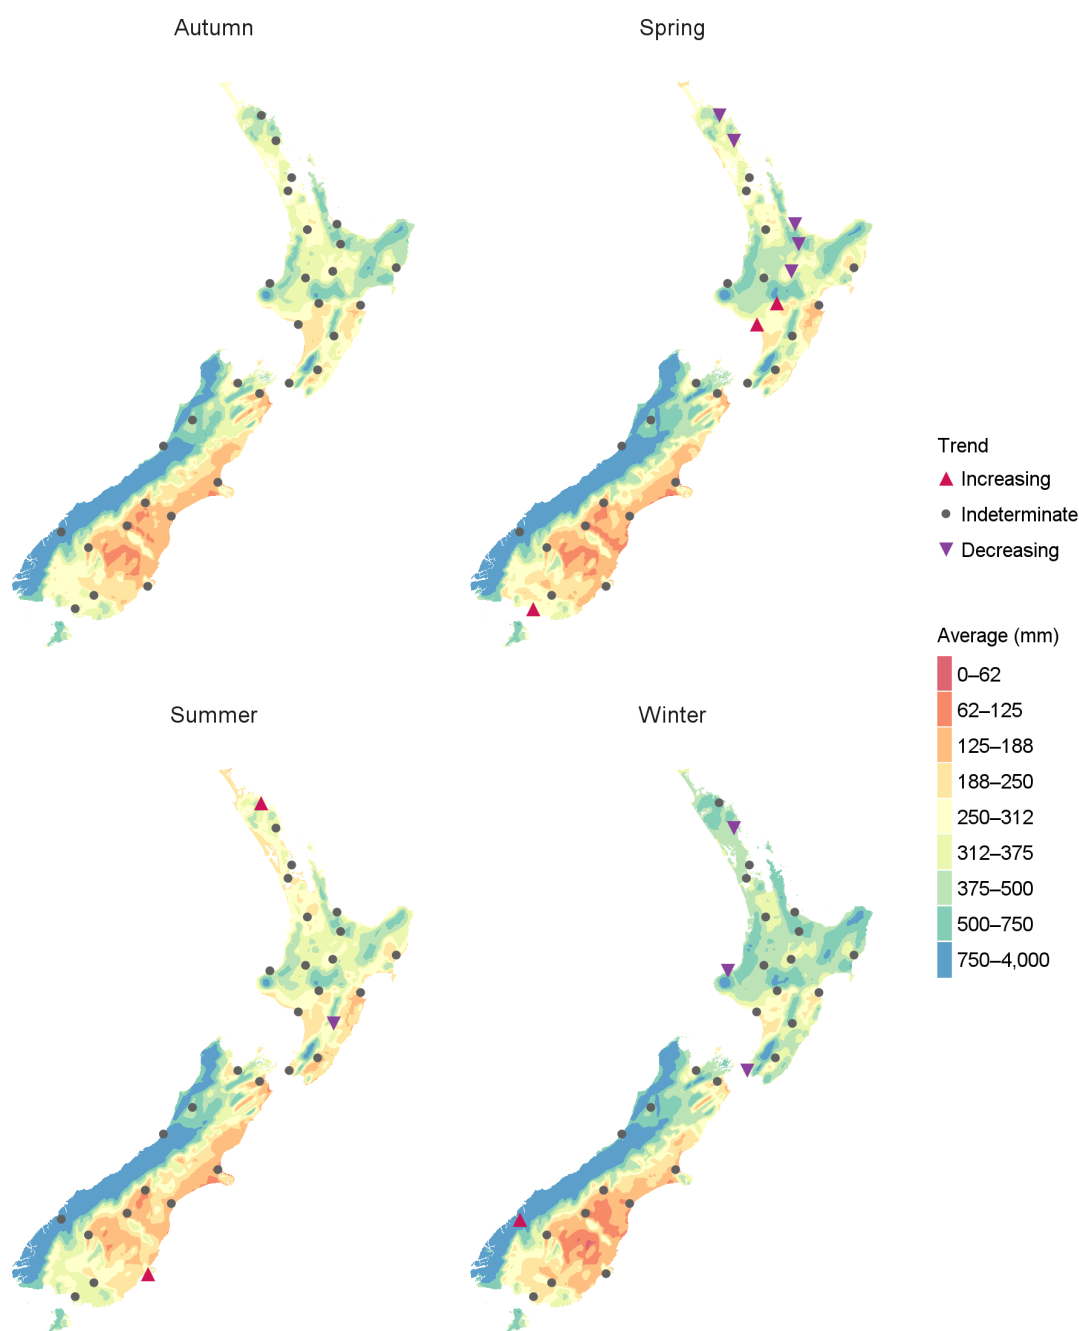 Autumn
Spring
Trend
Increasing
Indeterminate
Decreasing
Average (mm)
0–62
62–125
125–188
188–250
250–312
312–375
375–500
500–750
750–4,000
Summer
Winter